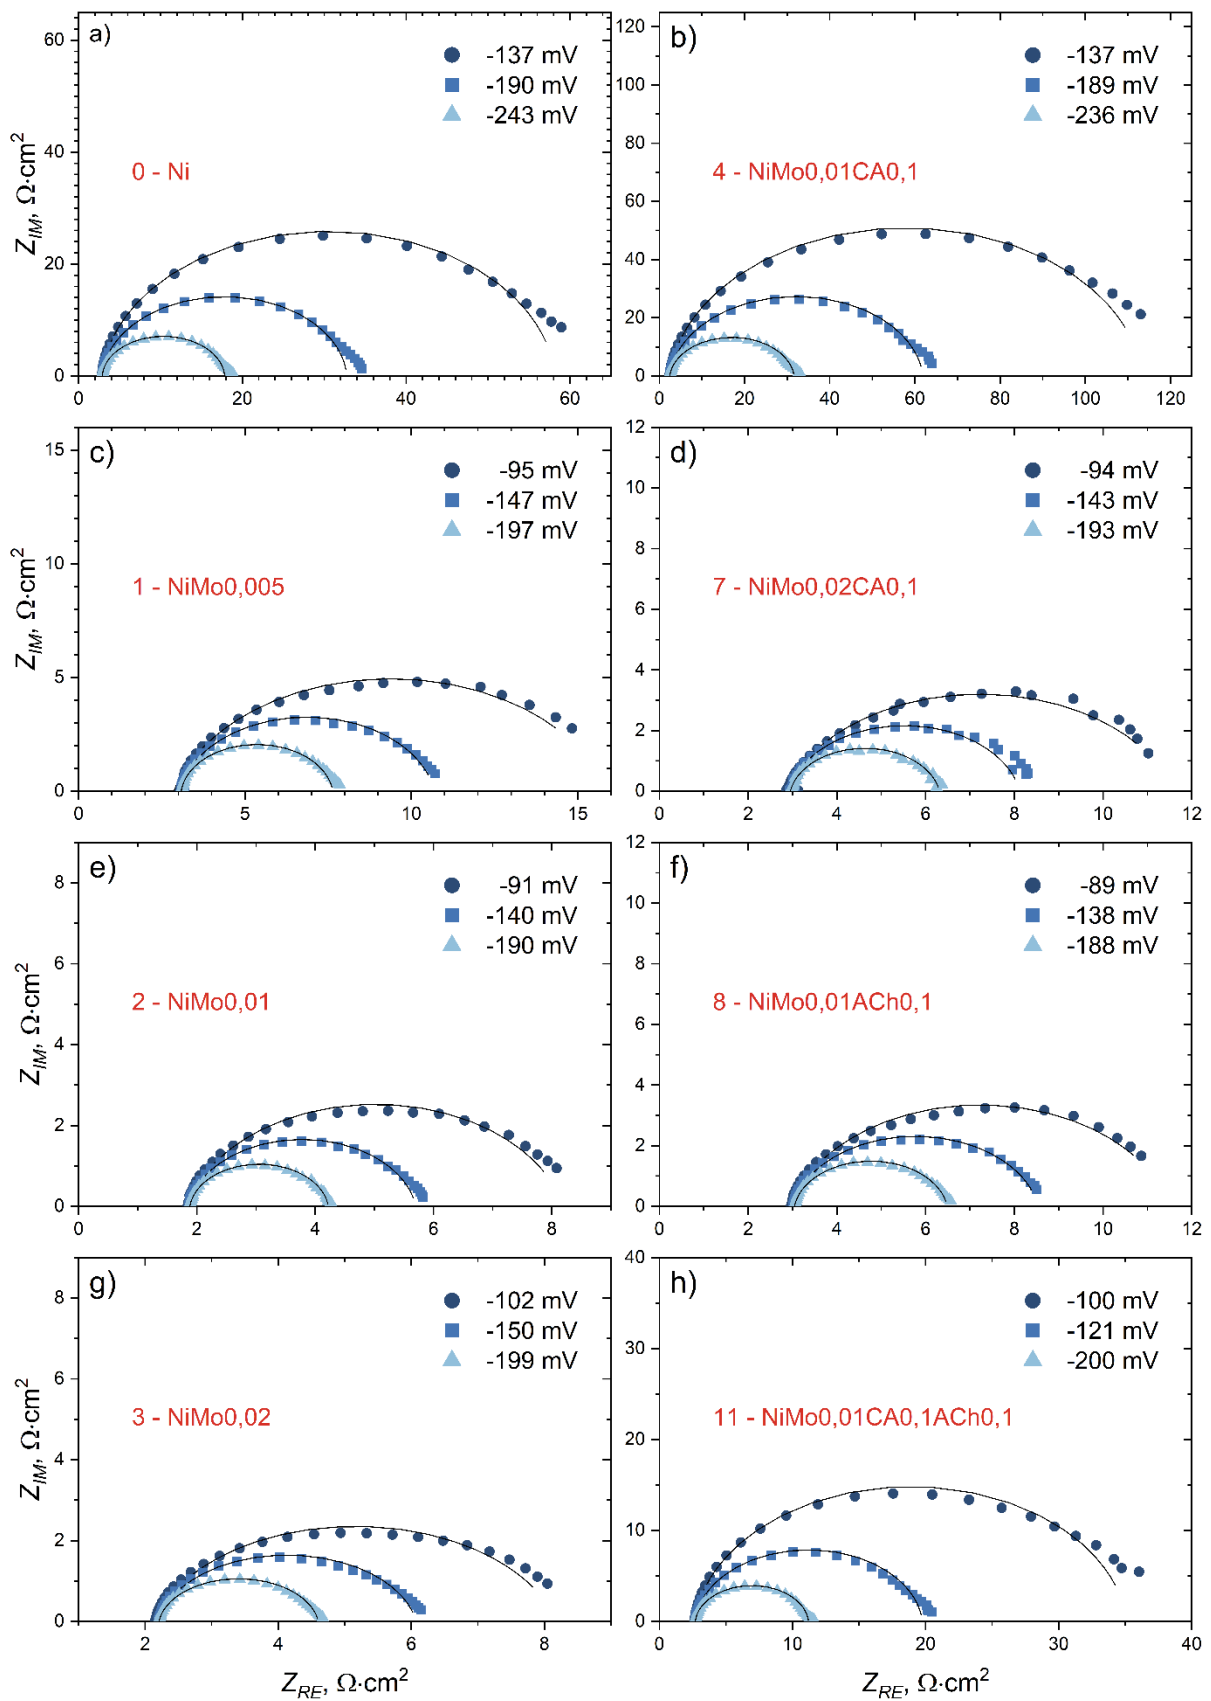 a)
-137 mV
-190 mV
-243 mV
0 - Ni
Z_IM, Ω·cm²
60
40
20
0
0 20 40 60
b)
-137 mV
-189 mV
-236 mV
4 - NiMo0,01CA0,1
120
100
80
60
40
20
0
0 20 40 60 80 100 120
c)
-95 mV
-147 mV
-197 mV
1 - NiMo0,005
Z_IM, Ω·cm²
15
10
5
0
5 10 15
d)
-94 mV
-143 mV
-193 mV
7 - NiMo0,02CA0,1
12
10
8
6
4
2
0
0 2 4 6 8 10 12
e)
-91 mV
-140 mV
-190 mV
2 - NiMo0,01
Z_IM, Ω·cm²
8
6
4
2
0
0 2 4 6 8
f)
-89 mV
-138 mV
-188 mV
8 - NiMo0,01ACh0,1
12
10
8
6
4
2
0
0 2 4 6 8 10 12
g)
-102 mV
-150 mV
-199 mV
3 - NiMo0,02
Z_IM, Ω·cm²
8
6
4
2
0
2 4 6 8
Z_RE, Ω·cm²
h)
-100 mV
-121 mV
-200 mV
11 - NiMo0,01CA0,1ACh0,1
40
30
20
10
0
0 10 20 30 40
Z_RE, Ω·cm²